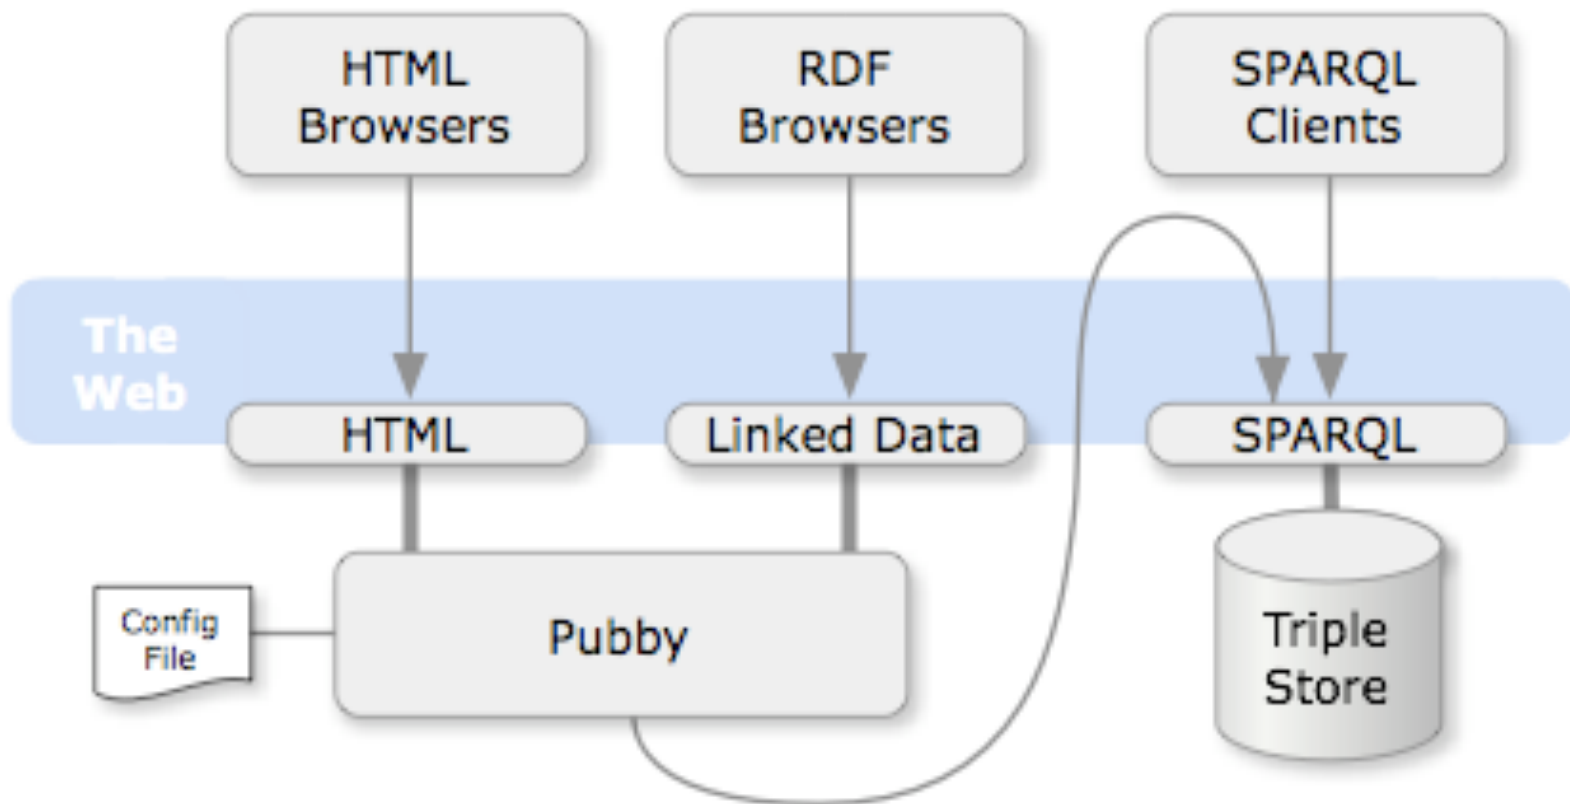 HTML
Browsers
RDF
Browsers
SPARQL
Clients
The
Web
HTML
Linked Data
SPARQL
Config
File
Pubby
Triple
Store